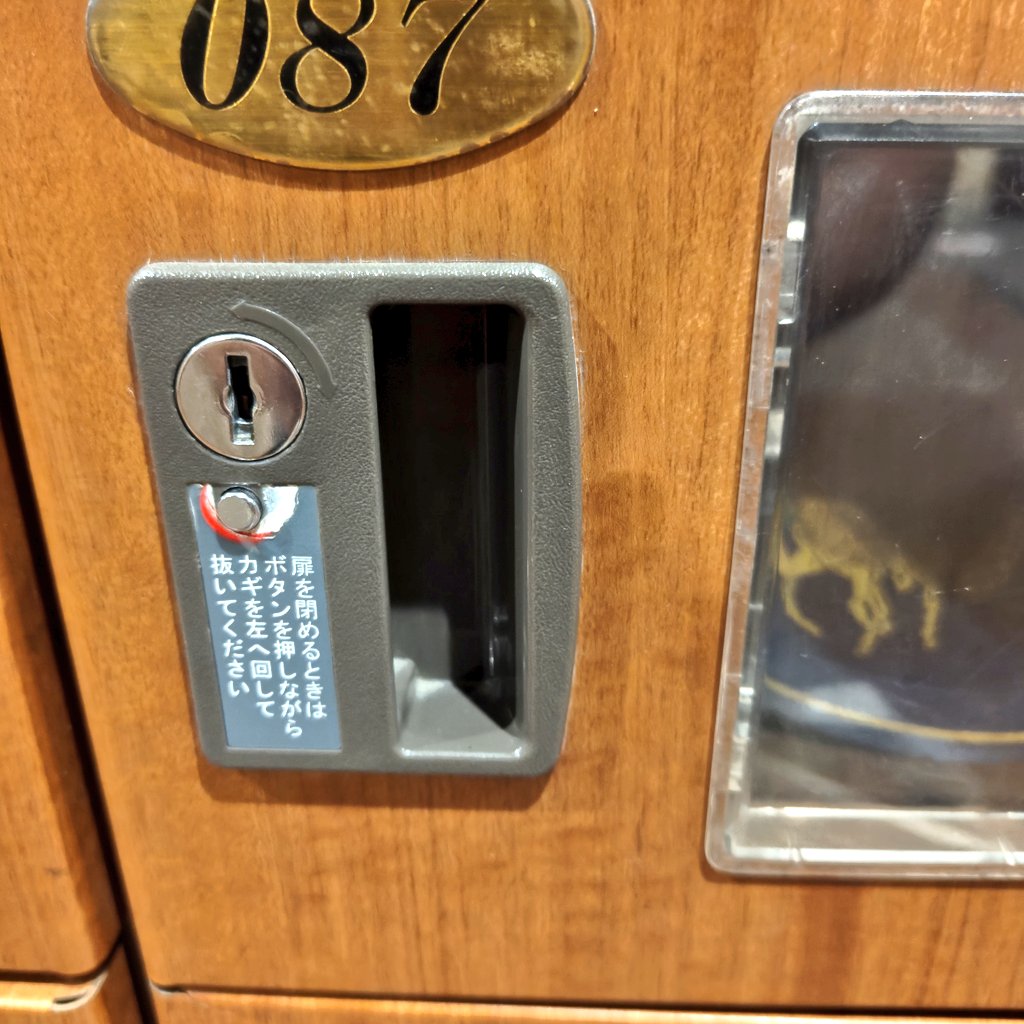 087
扉を閉めるときは
ボタンを押しながら
カギを左へ回して
抜いてください